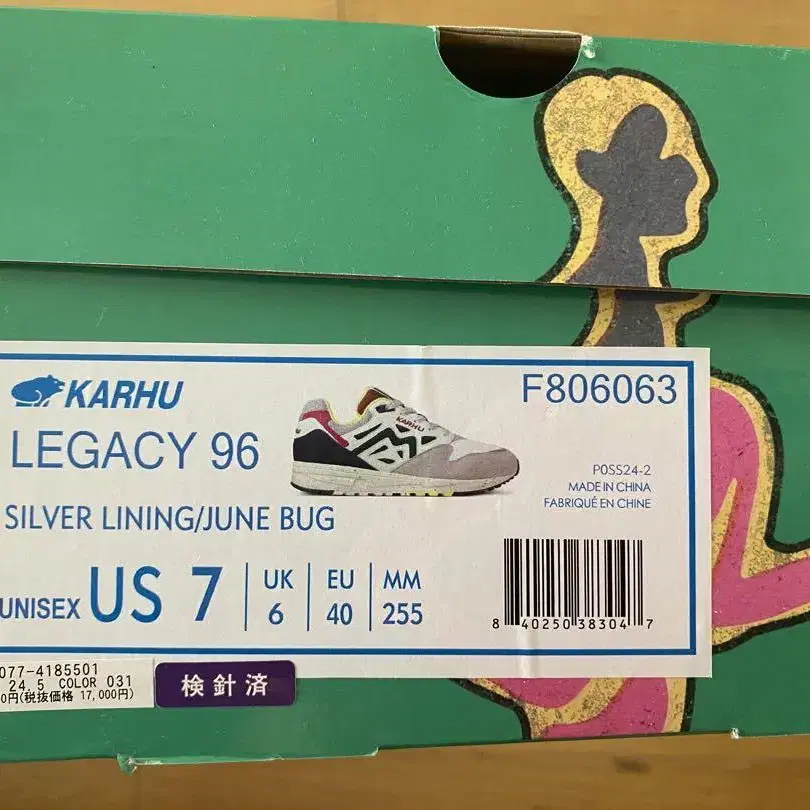 KARHU
F806063
LEGACY 96
KARHU
P0SS24-2
MADE IN CHINA
FABRIQUÉ EN CHINE
SILVER LINING/JUNE BUG
UNISEX US 7
UK 6
EU 40
MM 255
8 40250 38304 7
077-4185501
24.5 COLOR 031
0円(税抜価格 17,000円)
検針済